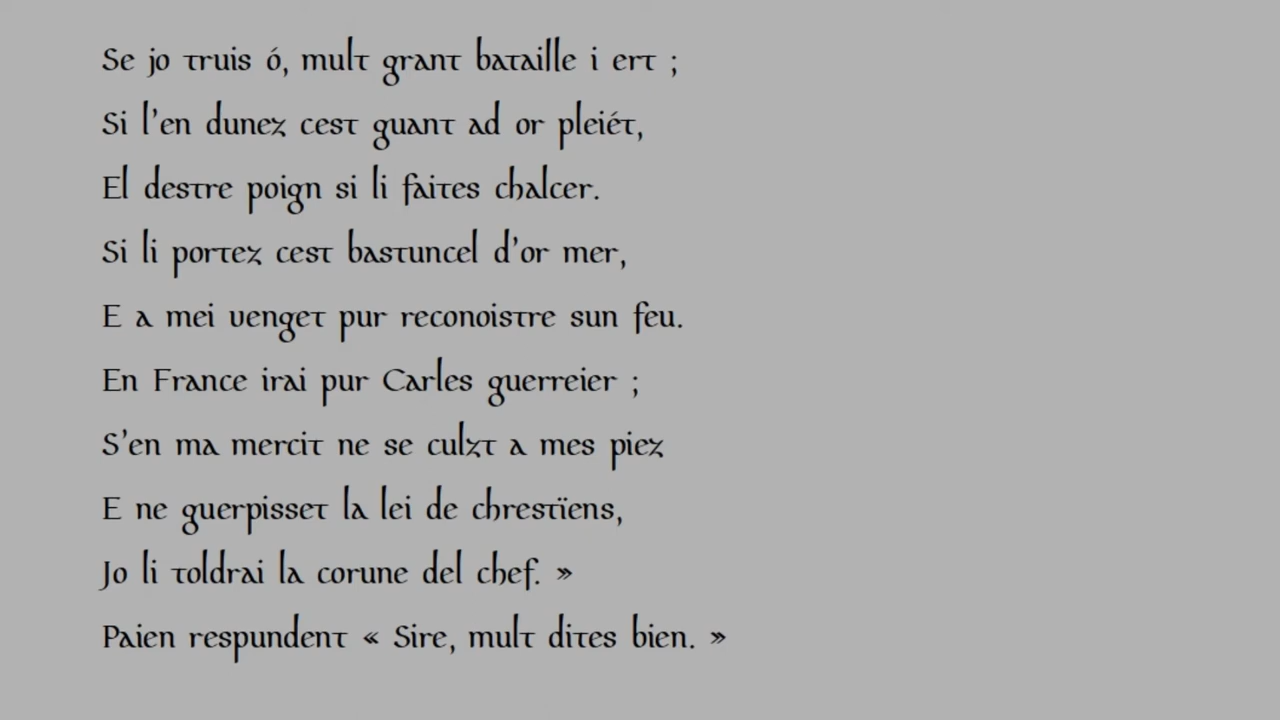 Se jo truis ó, mult grant bataille i ert ;
Si l'en dunez cest guant ad or pleiét,
El destre poign si li faites chalcer.
Si li portez cest bastuncel d'or mer,
E a mei venget pur reconoistre sun feu.
En France irai pur Carles guerreier ;
S'en ma mercit ne se culzt a mes piez
E ne guerpisset la lei de chrestïens,
Jo li toldrai la corune del chef. »
Paien respundent « Sire, mult dites bien. »